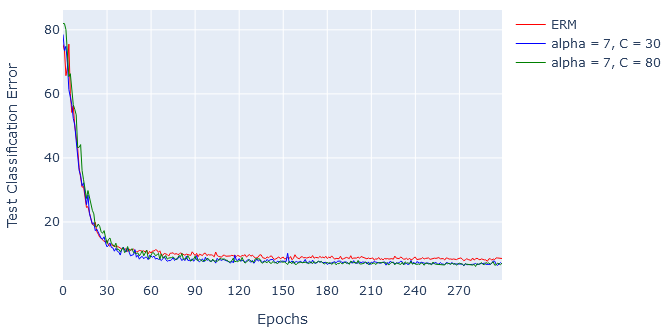 80
60
40
20
0 30 60 90 120 150 180 210 240 270
Test Classification Error
Epochs
ERM
alpha = 7, C = 30
alpha = 7, C = 80